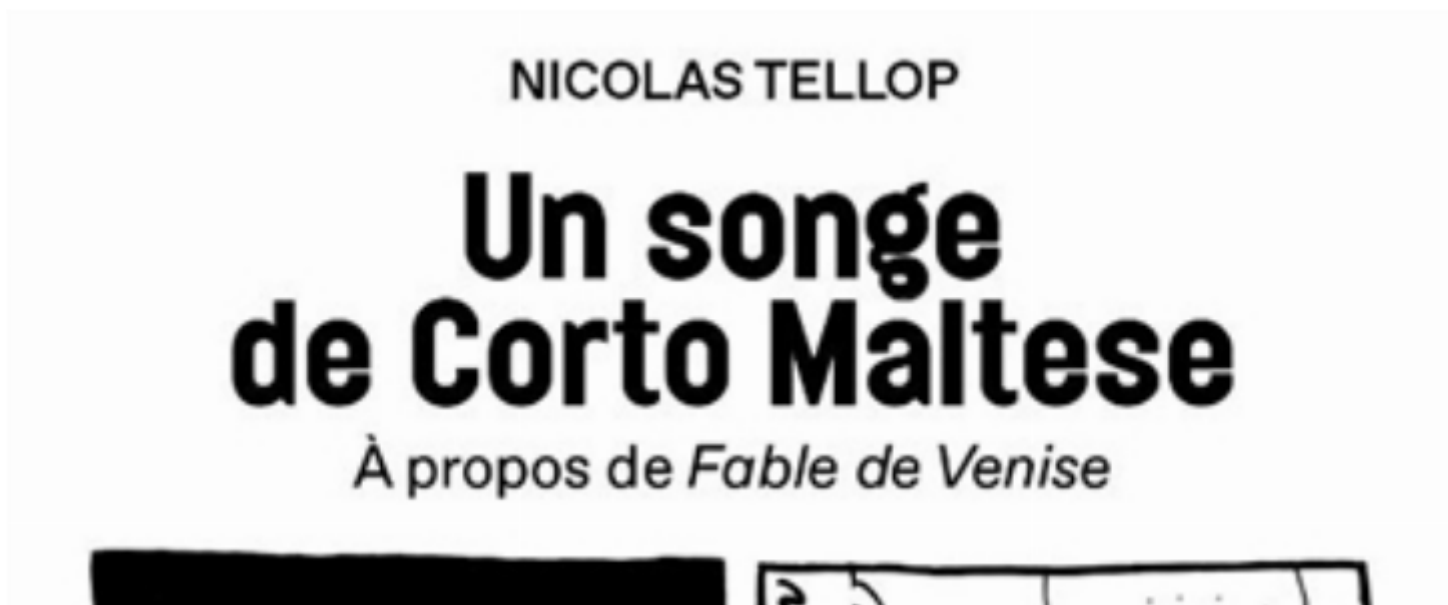 NICOLAS TELLOP
Un songe
de Corto Maltese
À propos de Fable de Venise